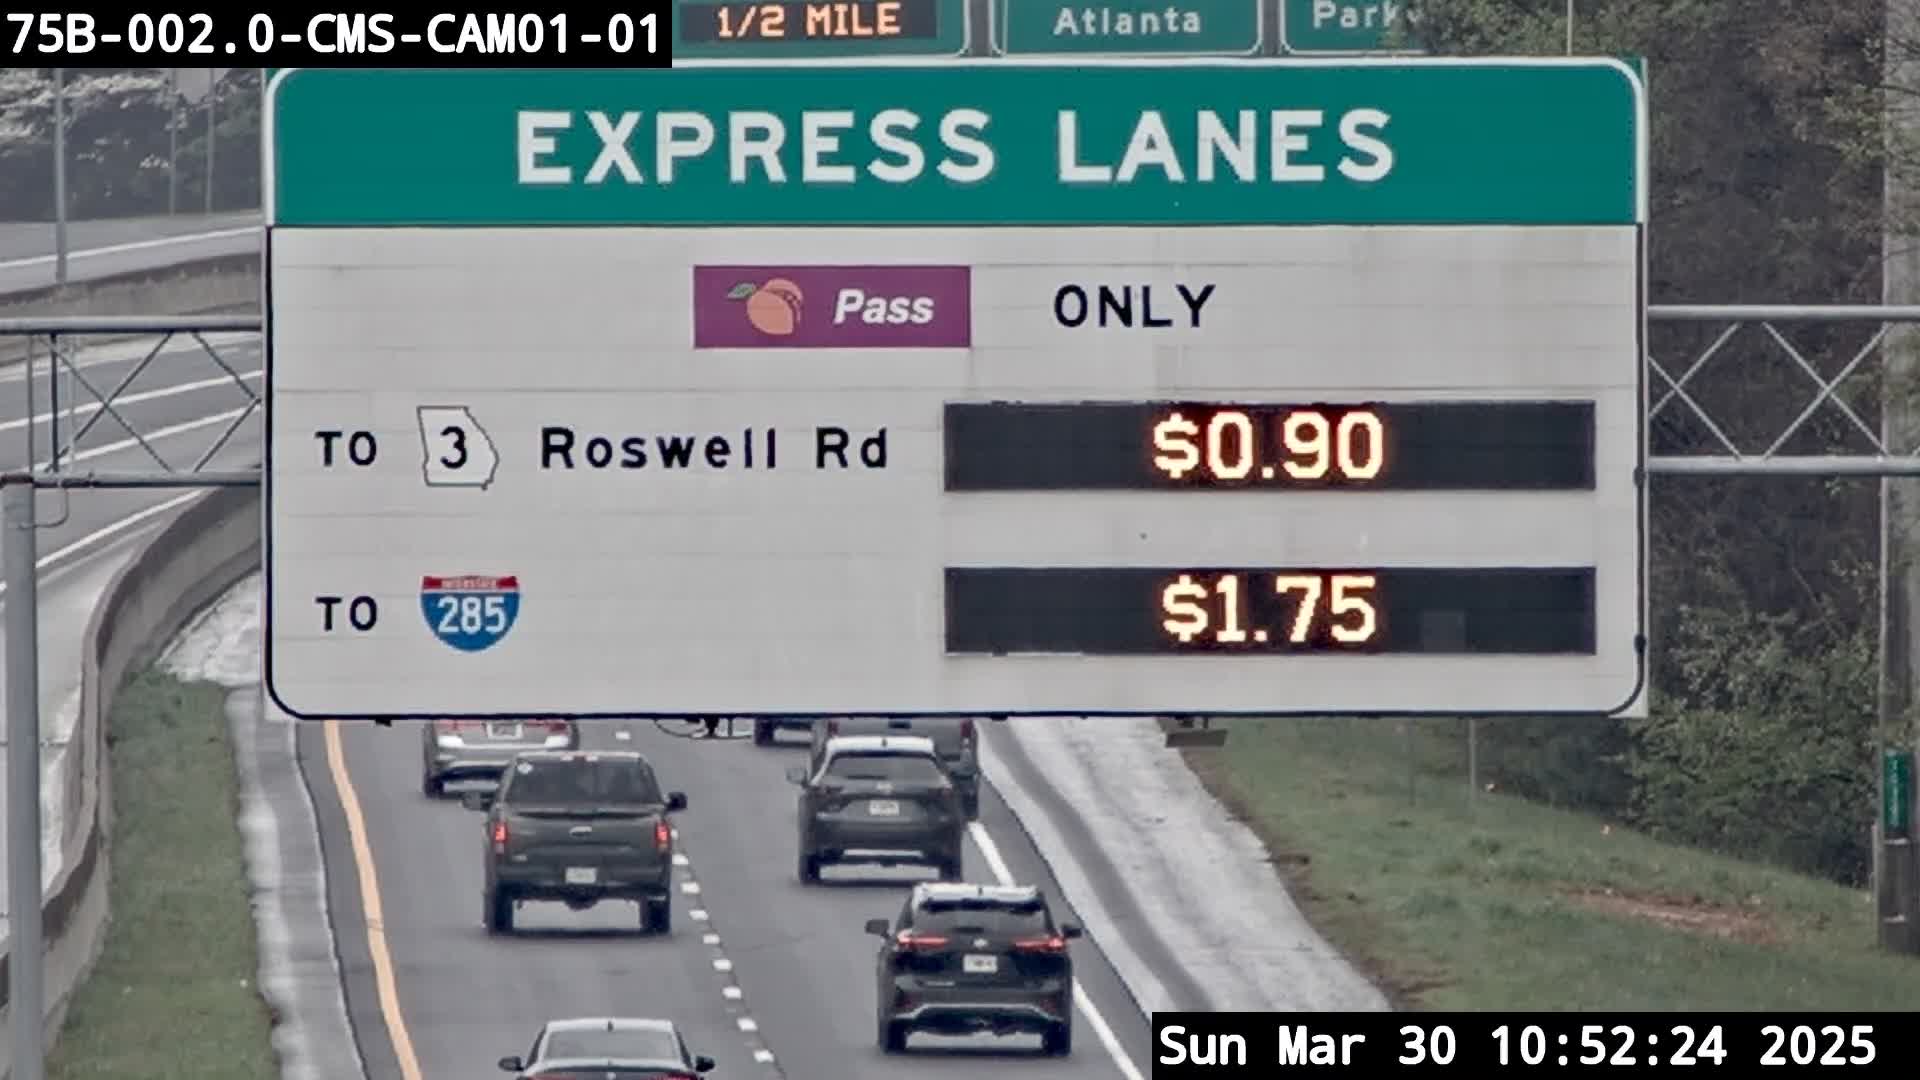 75B-002.0-CMS-CAM01-01
1/2 MILE
Atlanta
EXPRESS LANES
Pass ONLY
TO 3 Roswell Rd $0.90
TO INTERSTATE 285 $1.75
Sun Mar 30 10:52:24 2025